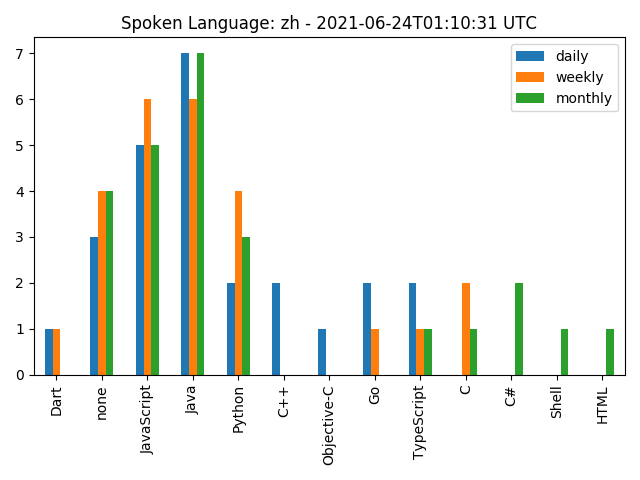 Spoken Language: zh - 2021-06-24T01:10:31 UTC
daily
weekly
monthly
7
6
5
4
3
2
1
0
Dart
none
JavaScript
Java
Python
C++
Objective-C
Go
TypeScript
C
C#
Shell
HTML